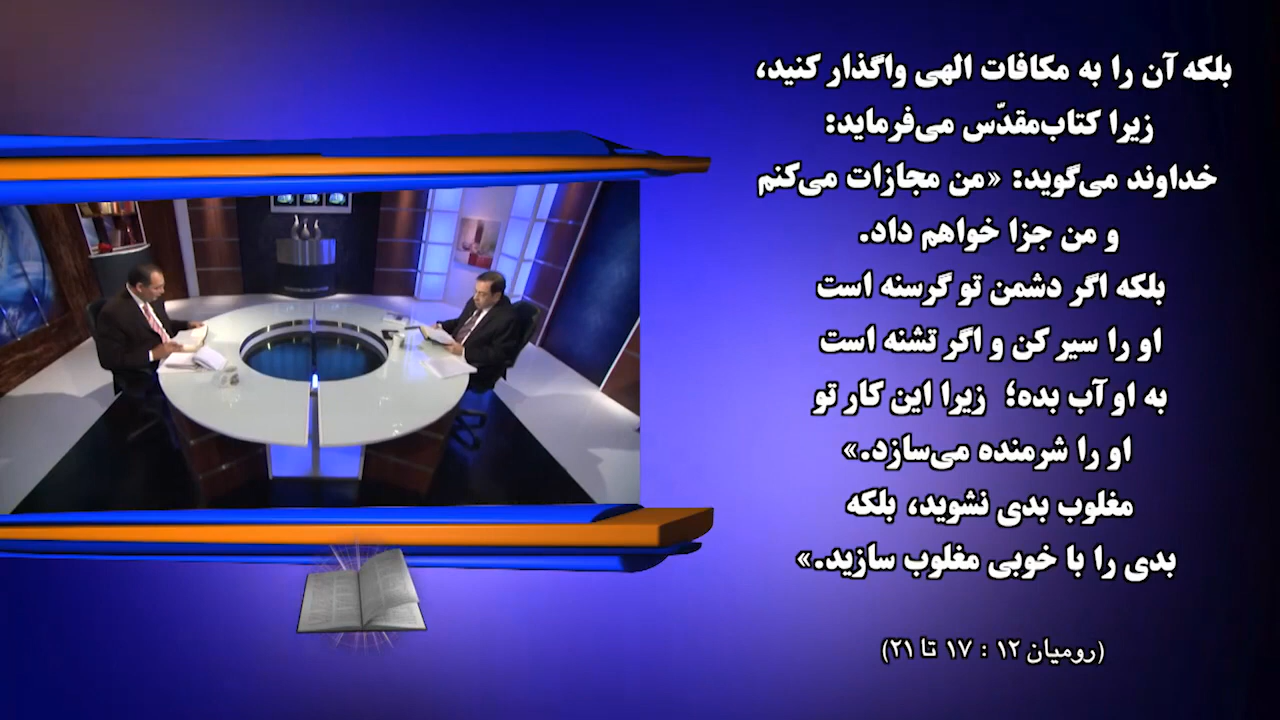 بلکه آن را به مکافات الهی واگذار کنید،
زیرا کتاب‌مقدّس می‌فرماید:
خداوند می‌گوید: «من مجازات می‌کنم
و من جزا خواهم داد.
بلکه اگر دشمن تو گرسنه است
او را سیر کن و اگر تشنه است
به او آب بده؛ زیرا این کار تو
او را شرمنده می‌سازد.»
مغلوب بدی نشوید، بلکه
بدی را با خوبی مغلوب سازید.»
(رومیان ۱۲ : ۱۷ تا ۲۱)